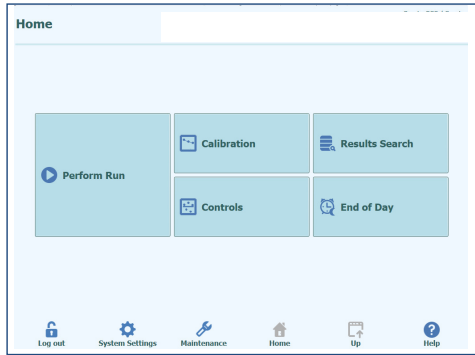 Home
Perform Run
Calibration
Results Search
Controls
End of Day
Log out
System Settings
Maintenance
Home
Up
Help